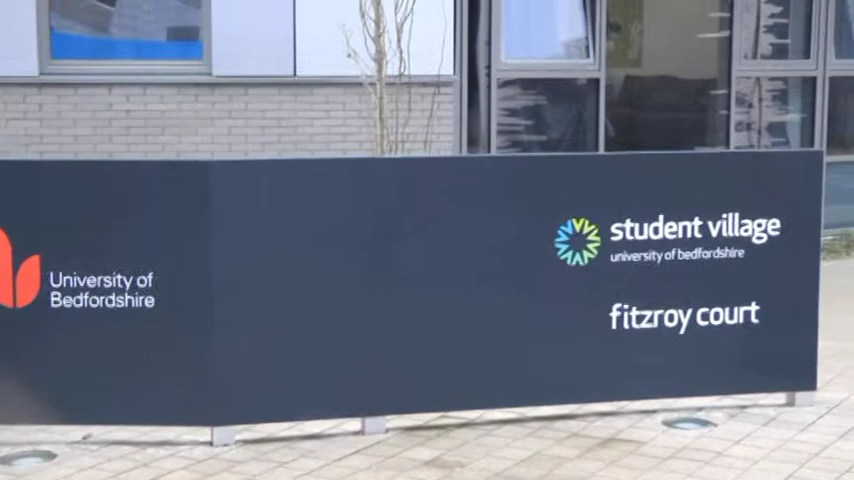 University of
Bedfordshire
student village
university of bedfordshire
fitzroy court